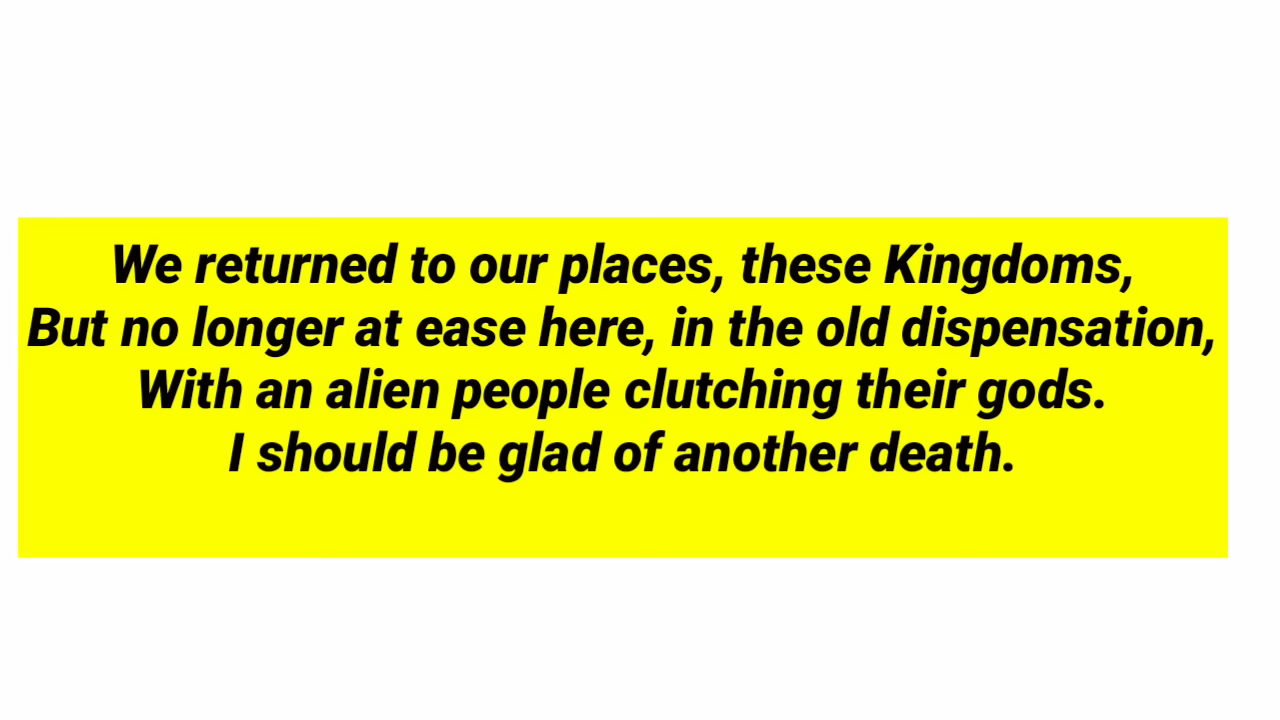 We returned to our places, these Kingdoms,
But no longer at ease here, in the old dispensation,
With an alien people clutching their gods.
I should be glad of another death.